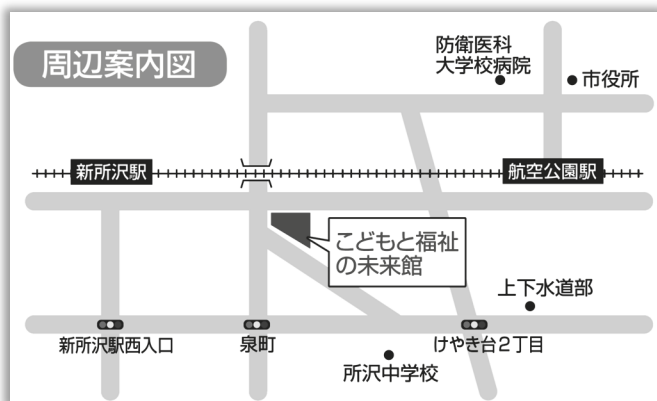 周辺案内図
防衛医科
大学校病院
市役所
新所沢駅
航空公園駅
こどもと福祉
の未来館
上下水道部
新所沢駅西入口
泉町
けやき台2丁目
所沢中学校